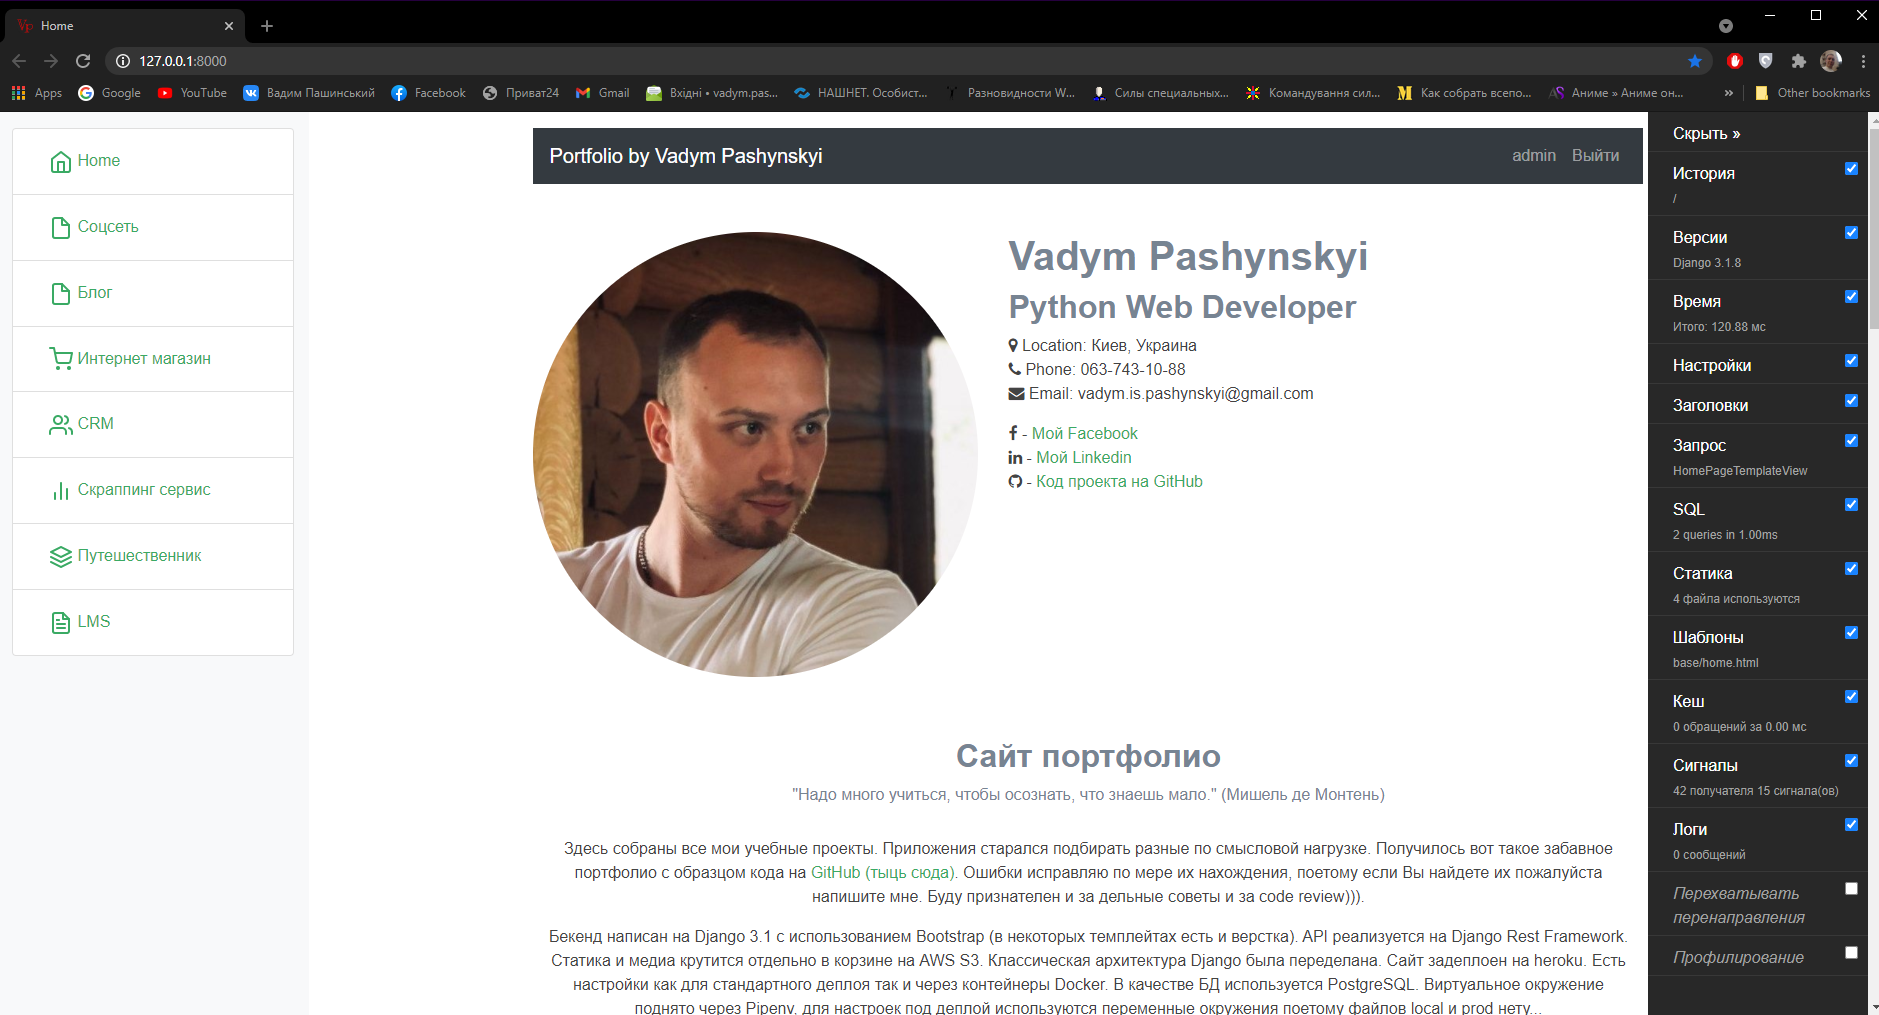 Home
127.0.0.1:8000
Apps
Google
YouTube
Вадим Пашинський
Facebook
Приват24
Gmail
Вхідні • vadym.pas...
НАШНЕТ. Особист...
Разновидности W...
Силы специальных...
Командування сил...
Как собрать всепо...
Аниме » Аниме он...
»
Other bookmarks
Home
Соцсеть
Блог
Интернет магазин
CRM
Скраппинг сервис
Путешественник
LMS
Portfolio by Vadym Pashynskyi
admin
Выйти
Vadym Pashynskyi
Python Web Developer
Location: Киев, Украина
Phone: 063-743-10-88
Email: vadym.is.pashynskyi@gmail.com
- Мой Facebook
- Мой Linkedin
- Код проекта на GitHub
Сайт портфолио
"Надо много учиться, чтобы осознать, что знаешь мало." (Мишель де Монтень)
Здесь собраны все мои учебные проекты. Приложения старался подбирать разные по смысловой нагрузке. Получилось вот такое забавное
портфолио с образцом кода на GitHub (тыць сюда). Ошибки исправляю по мере их нахождения, поетому если Вы найдете их пожалуйста
напишите мне. Буду признателен и за дельные советы и за code review))).
Бекенд написан на Django 3.1 с использованием Bootstrap (в некоторых темплейтах есть и верстка). API реализуется на Django Rest Framework.
Статика и медиа крутится отдельно в корзине на AWS S3. Классическая архитектура Django была переделана. Сайт задеплоен на heroku. Есть
настройки как для стандартного деплоя так и через контейнеры Docker. В качестве БД используется PostgreSQL. Виртуальное окружение
поднято через Pipenv, для настроек под деплой используются переменные окружения поетому файлов local и prod нету...
Скрыть »
История
/
Версии
Django 3.1.8
Время
Итого: 120.88 мс
Настройки
Заголовки
Запрос
HomePageTemplateView
SQL
2 queries in 1.00ms
Статика
4 файла используются
Шаблоны
base/home.html
Кеш
0 обращений за 0.00 мс
Сигналы
42 получателя 15 сигнала(ов)
Логи
0 сообщений
Перехватывать
перенаправления
Профилирование